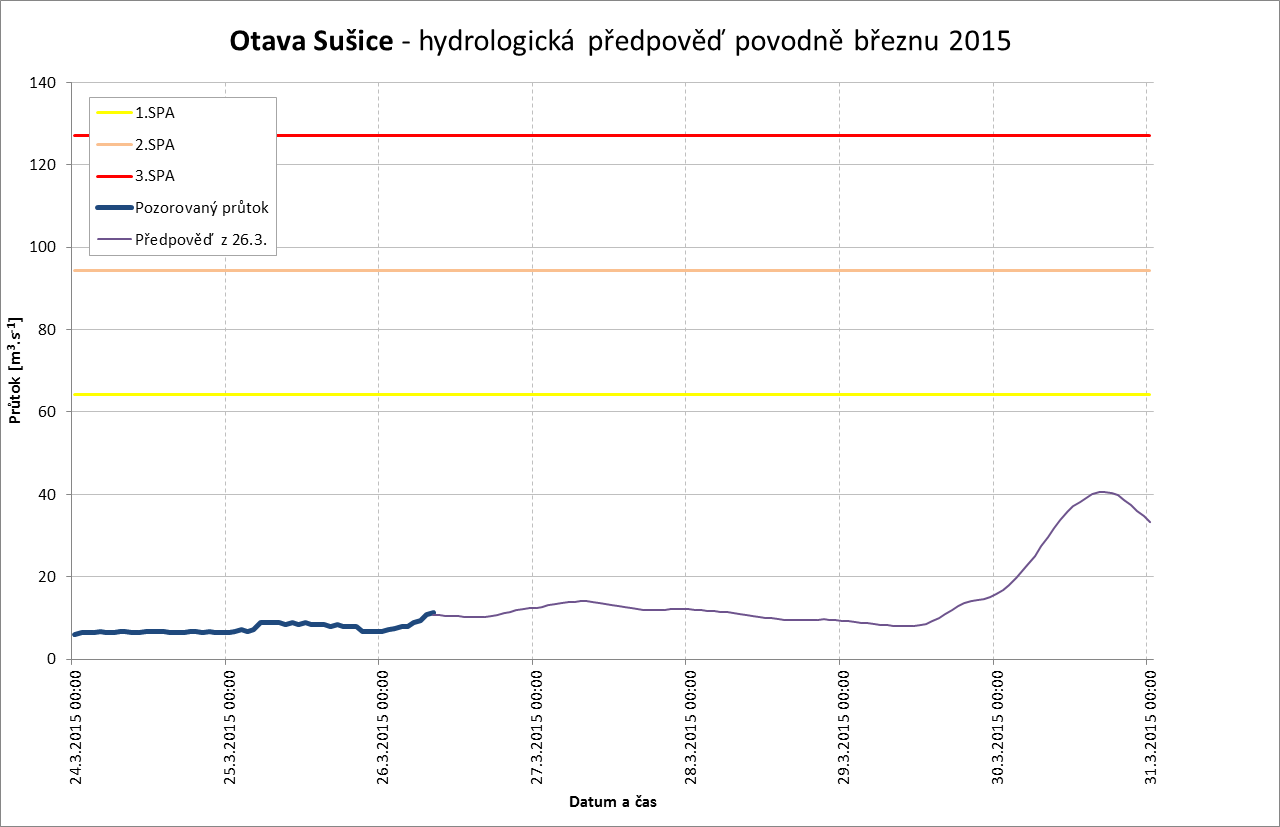 Otava Sušice - hydrologická předpověď povodně březnu 2015
140
120
100
80
60
40
20
0
1.SPA
2.SPA
3.SPA
Pozorovaný průtok
Předpověď z 26.3.
Průtok [m³.s⁻¹]
24.3.2015 00:00
25.3.2015 00:00
26.3.2015 00:00
27.3.2015 00:00
28.3.2015 00:00
29.3.2015 00:00
30.3.2015 00:00
31.3.2015 00:00
Datum a čas